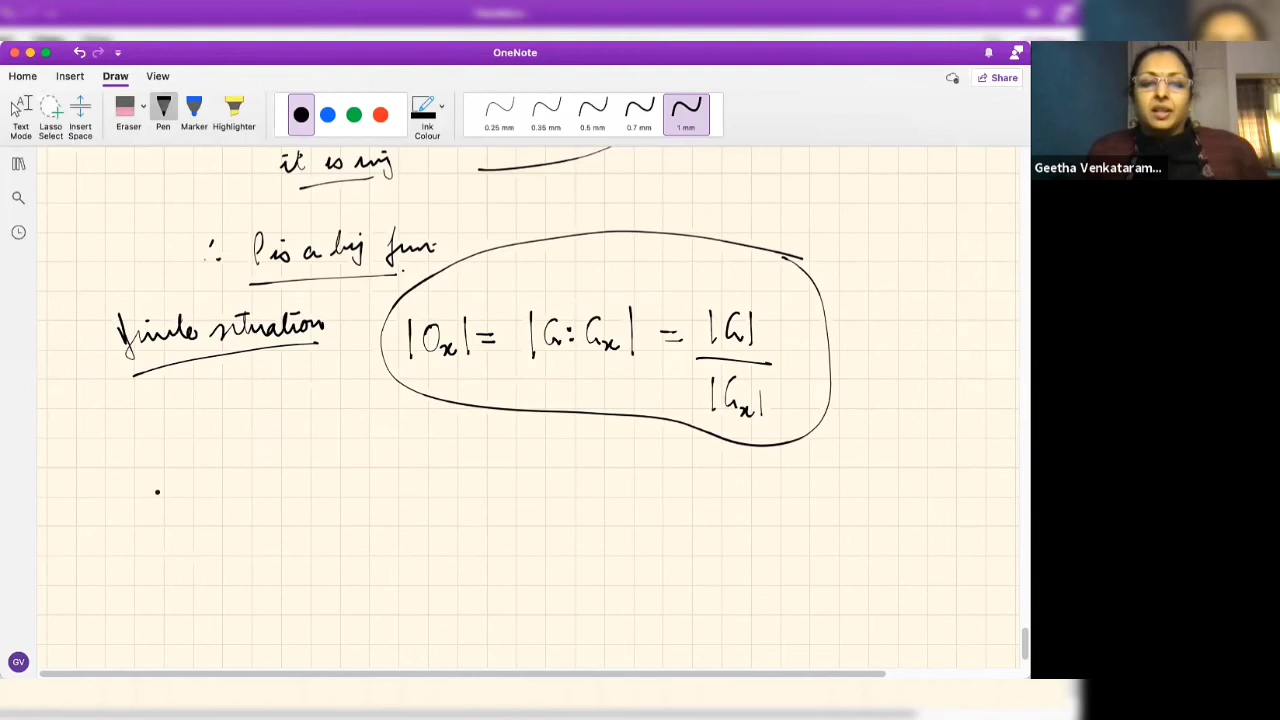 OneNote
Home Insert Draw View
Share
Text Mode
Lasso Select
Insert Space
Eraser
Pen
Marker
Highlighter
Ink Colour
0.25 mm
0.35 mm
0.5 mm
0.7 mm
1 mm
Geetha Venkataram...
it is inj
∴ ρ is a bij fun.
finite situation
|Oₓ| = |G : Gₓ| = |G| / |Gₓ|
GV